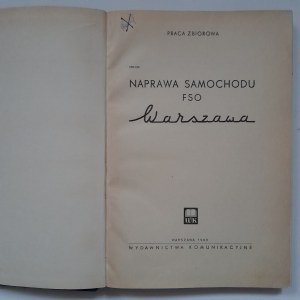 PRACA ZBIOROWA
NAPRAWA SAMOCHODU
FSO
Warszawa
WYDAWNICTWA KOMUNIKACYJNE